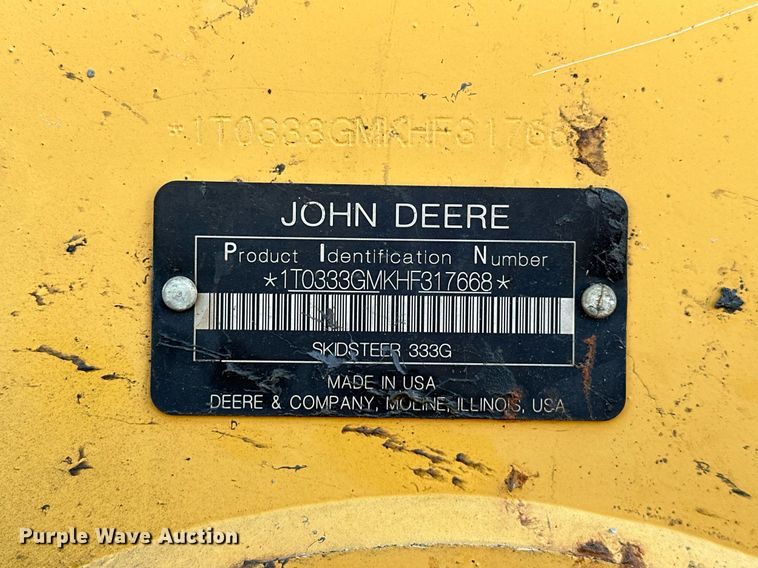 *1T0333GMKHF31766
JOHN DEERE
Product Identification Number
*1T0333GMKHF317668*
SKIDSTEER 333G
MADE IN USA
DEERE & COMPANY, MOLINE, ILLINOIS, USA
Purple Wave Auction